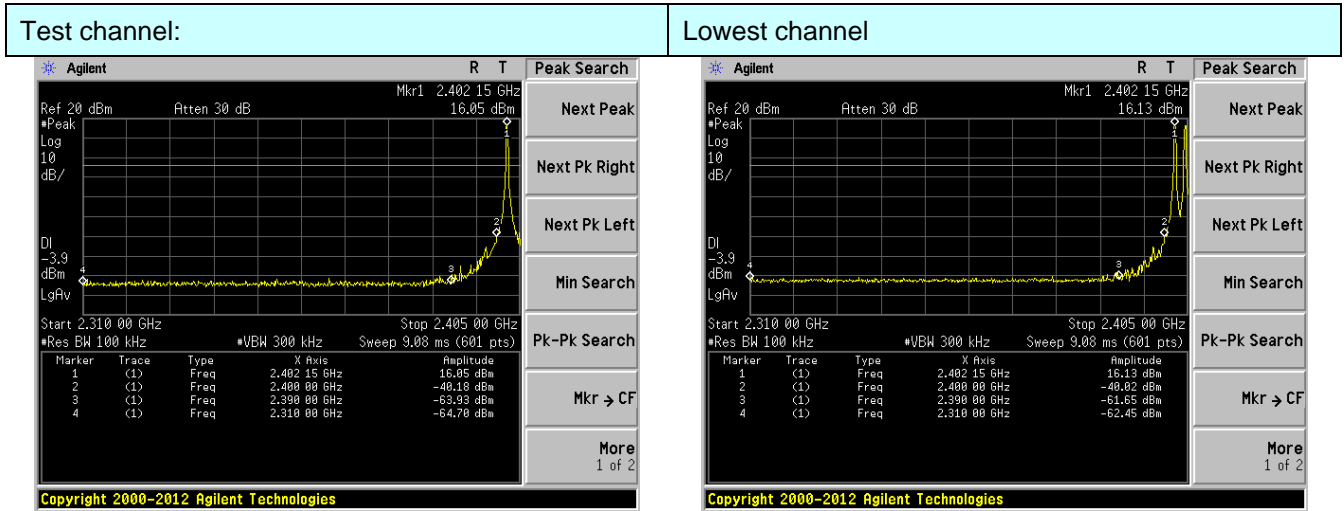 Test channel:
Lowest channel
Agilent
R T
Peak Search
Mkr1 2.402 15 GHz
Ref 20 dBm Atten 30 dB 16.05 dBm
#Peak
Log
10
dB/
DI
-3.9
dBm
LgAv
1
2
3
4
Start 2.310 00 GHz Stop 2.405 00 GHz
#Res BW 100 kHz #VBW 300 kHz Sweep 9.08 ms (601 pts)
Marker Trace Type X Axis Amplitude
1 (1) Freq 2.402 15 GHz 16.05 dBm
2 (1) Freq 2.400 00 GHz -40.18 dBm
3 (1) Freq 2.390 00 GHz -63.93 dBm
4 (1) Freq 2.310 00 GHz -64.70 dBm
Next Peak
Next Pk Right
Next Pk Left
Min Search
Pk-Pk Search
Mkr → CF
More
1 of 2
Copyright 2000-2012 Agilent Technologies
Agilent
R T
Peak Search
Mkr1 2.402 15 GHz
Ref 20 dBm Atten 30 dB 16.13 dBm
#Peak
Log
10
dB/
DI
-3.9
dBm
LgAv
1
2
3
4
Start 2.310 00 GHz Stop 2.405 00 GHz
#Res BW 100 kHz #VBW 300 kHz Sweep 9.08 ms (601 pts)
Marker Trace Type X Axis Amplitude
1 (1) Freq 2.402 15 GHz 16.13 dBm
2 (1) Freq 2.400 00 GHz -40.02 dBm
3 (1) Freq 2.390 00 GHz -61.65 dBm
4 (1) Freq 2.310 00 GHz -62.45 dBm
Next Peak
Next Pk Right
Next Pk Left
Min Search
Pk-Pk Search
Mkr → CF
More
1 of 2
Copyright 2000-2012 Agilent Technologies